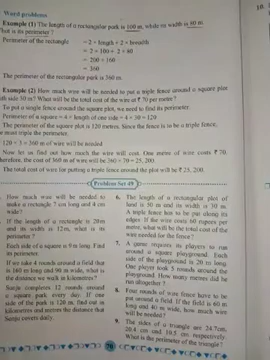 Word problems
Example (1) The length of a rectangular park is 100 m, while its width is 80 m.
What is its perimeter ?
Perimeter of the rectangle = 2 × length + 2 × breadth
= 2 × 100 + 2 × 80
= 200 + 160
= 360
The perimeter of the rectangular park is 360 m.
Example (2) How much wire will be needed to put a triple fence around a square plot
with side 30 m? What will be the total cost of the wire at ₹ 70 per metre?
To put a single fence around the square plot, we need to find its perimeter.
Perimeter of a square = 4 × length of one side = 4 × 30 = 120
The perimeter of the square plot is 120 metres. Since the fence is to be a triple fence,
must triple the perimeter.
120 × 3 = 360 m of wire will be needed
Now let us find out how much the wire will cost. One metre of wire costs ₹ 70,
therefore, the cost of 360 m of wire will be 360 × 70 = 25,200.
The total cost of wire for putting a triple fence around the plot will be ₹ 25,200.
Problem Set 49
How much wax will be needed to
make a rectangle 7 cm long and 4 cm
wide?
If the length of a rectangle is 20m
and its width is 12m, what is its
perimeter ?
Each side of a square is 9 m long. Find
its perimeter.
If we take 4 rounds around a field that
is 160 m long and 90 m wide, what is
the distance we walk in kilometres?
Sanju completes 12 rounds around
a square park every day. If one
side of the park is 120 m, find out in
kilometres and metres the distance that
Sanju covers daily.
6. The length of a rectangular plot of
land is 30 m and its width is 30 m.
A triple fence has to be put along its
edges. If the wire costs 60 rupees per
metre, what will be the total cost of the
wire needed for the fence?
7. A game requires its players to run
around a square playground. Each
side of the playground is 20 m long.
One player took 5 rounds around the
playground. How many metres did he
run altogether ?
8. Four rounds of wire fence have to be
put around a field. If the field is 60 m
long and 40 m wide, how much wire
will be needed ?
9. The sides of a triangle are 24.7cm,
20.4 cm and 10.5 cm respectively.
What is the perimeter of the triangle ?
10.